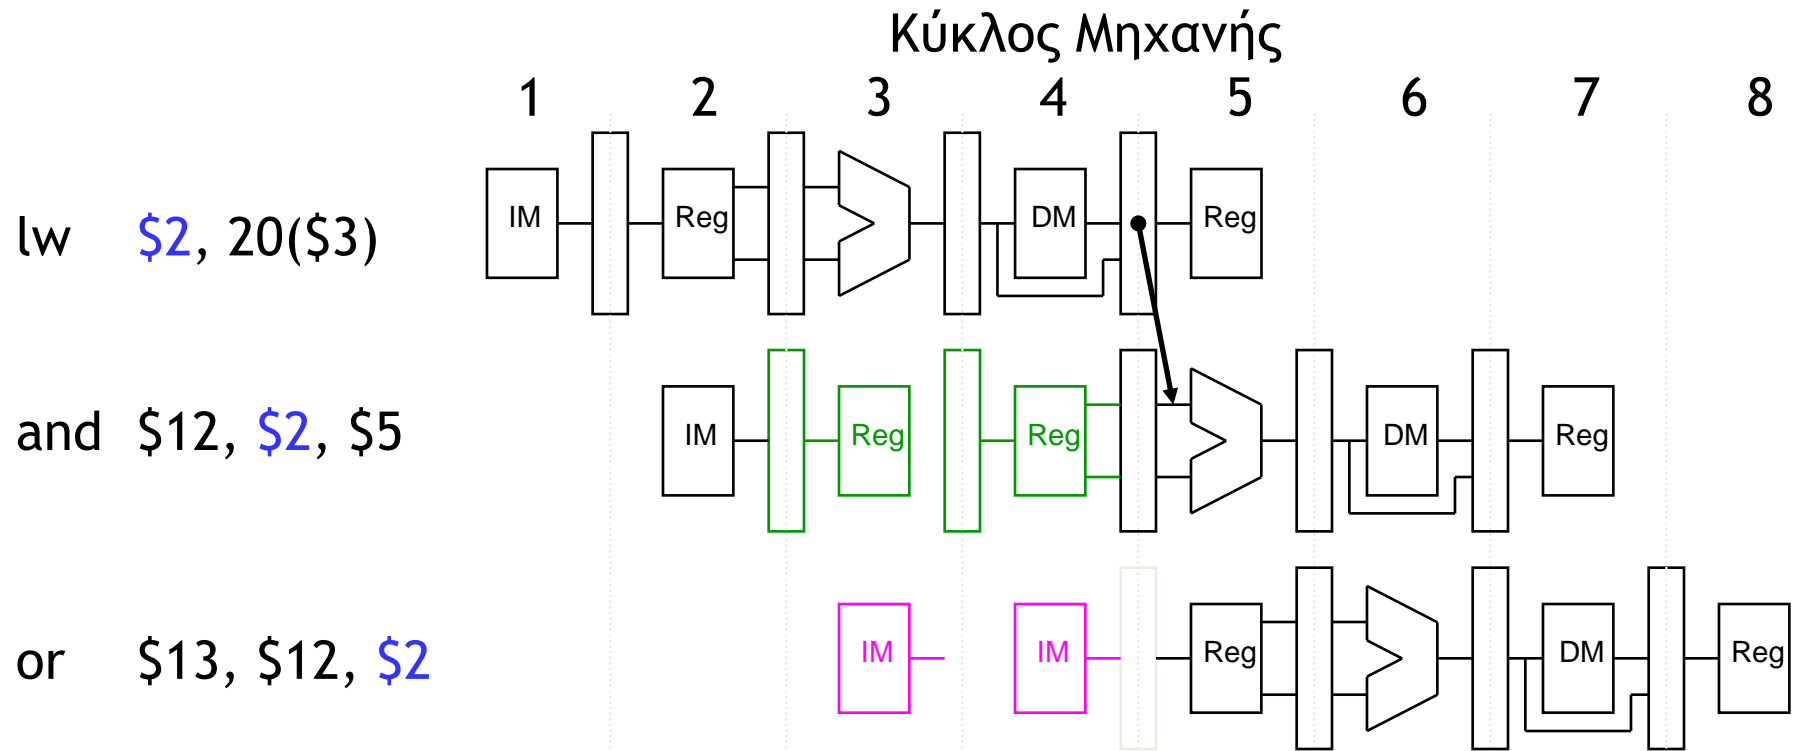 Κύκλος Μηχανής
1 2 3 4 5 6 7 8
lw $2, 20($3) IM Reg DM Reg
and $12, $2, $5 IM Reg Reg DM Reg
or $13, $12, $2 IM IM Reg DM Reg